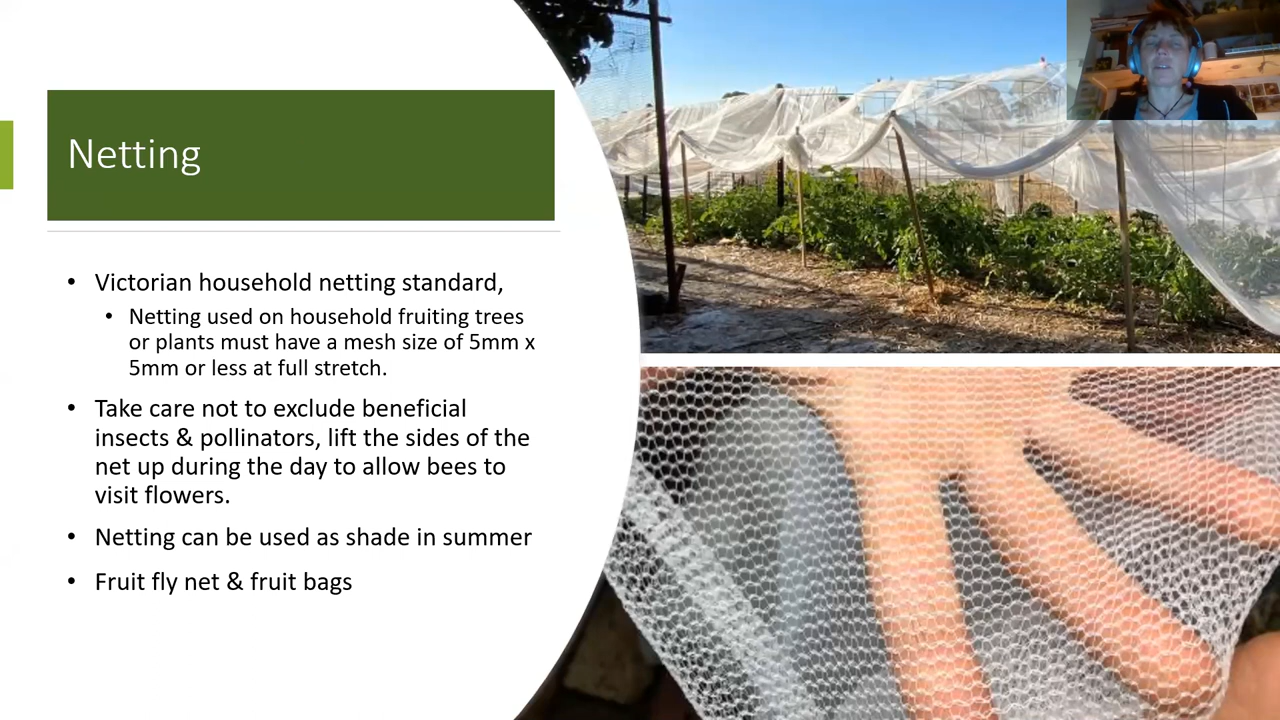 Netting
• Victorian household netting standard,
• Netting used on household fruiting trees
or plants must have a mesh size of 5mm x
5mm or less at full stretch.
• Take care not to exclude beneficial
insects & pollinators, lift the sides of the
net up during the day to allow bees to
visit flowers.
• Netting can be used as shade in summer
• Fruit fly net & fruit bags